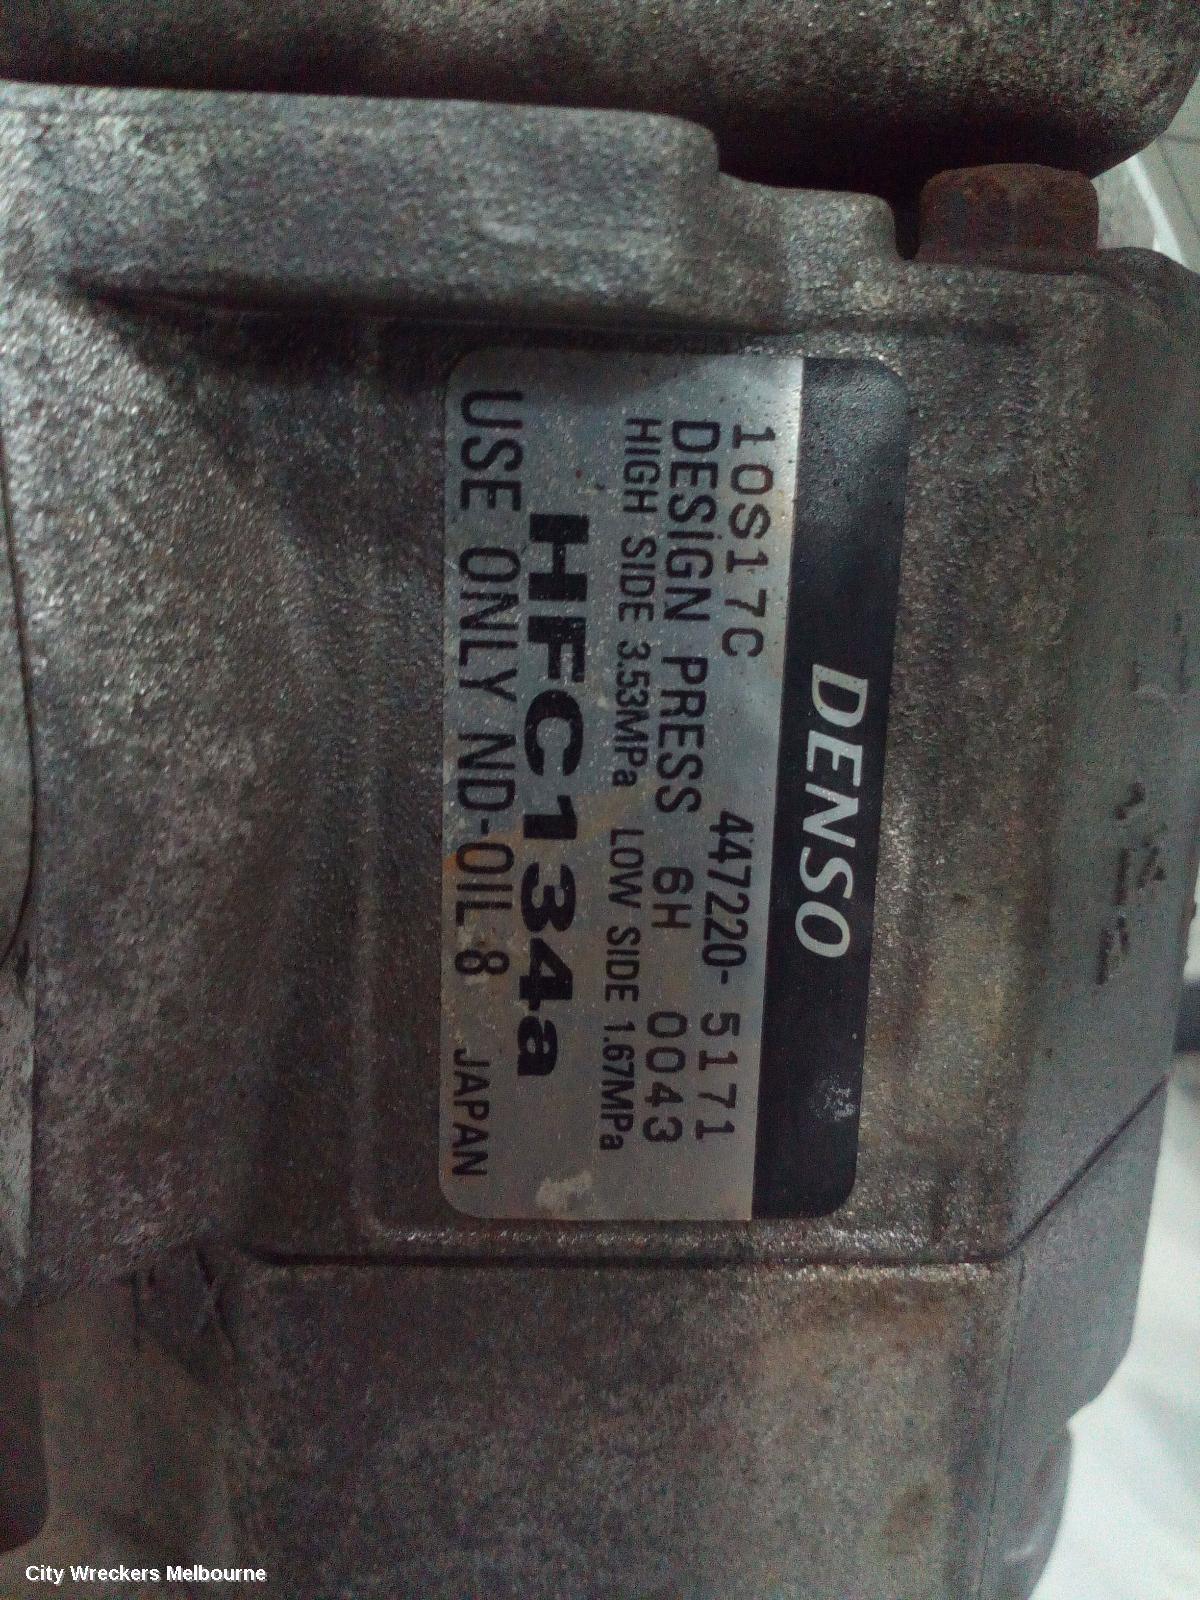 DENSO
10S17C 447220-5171
DESiGN PRESS 6H 0043
HIGH SIDE 3.53MPa LOW SIDE 1.67MPa
HFC134a
USE ONLY ND-OIL 8 JAPAN
City Wreckers Melbourne